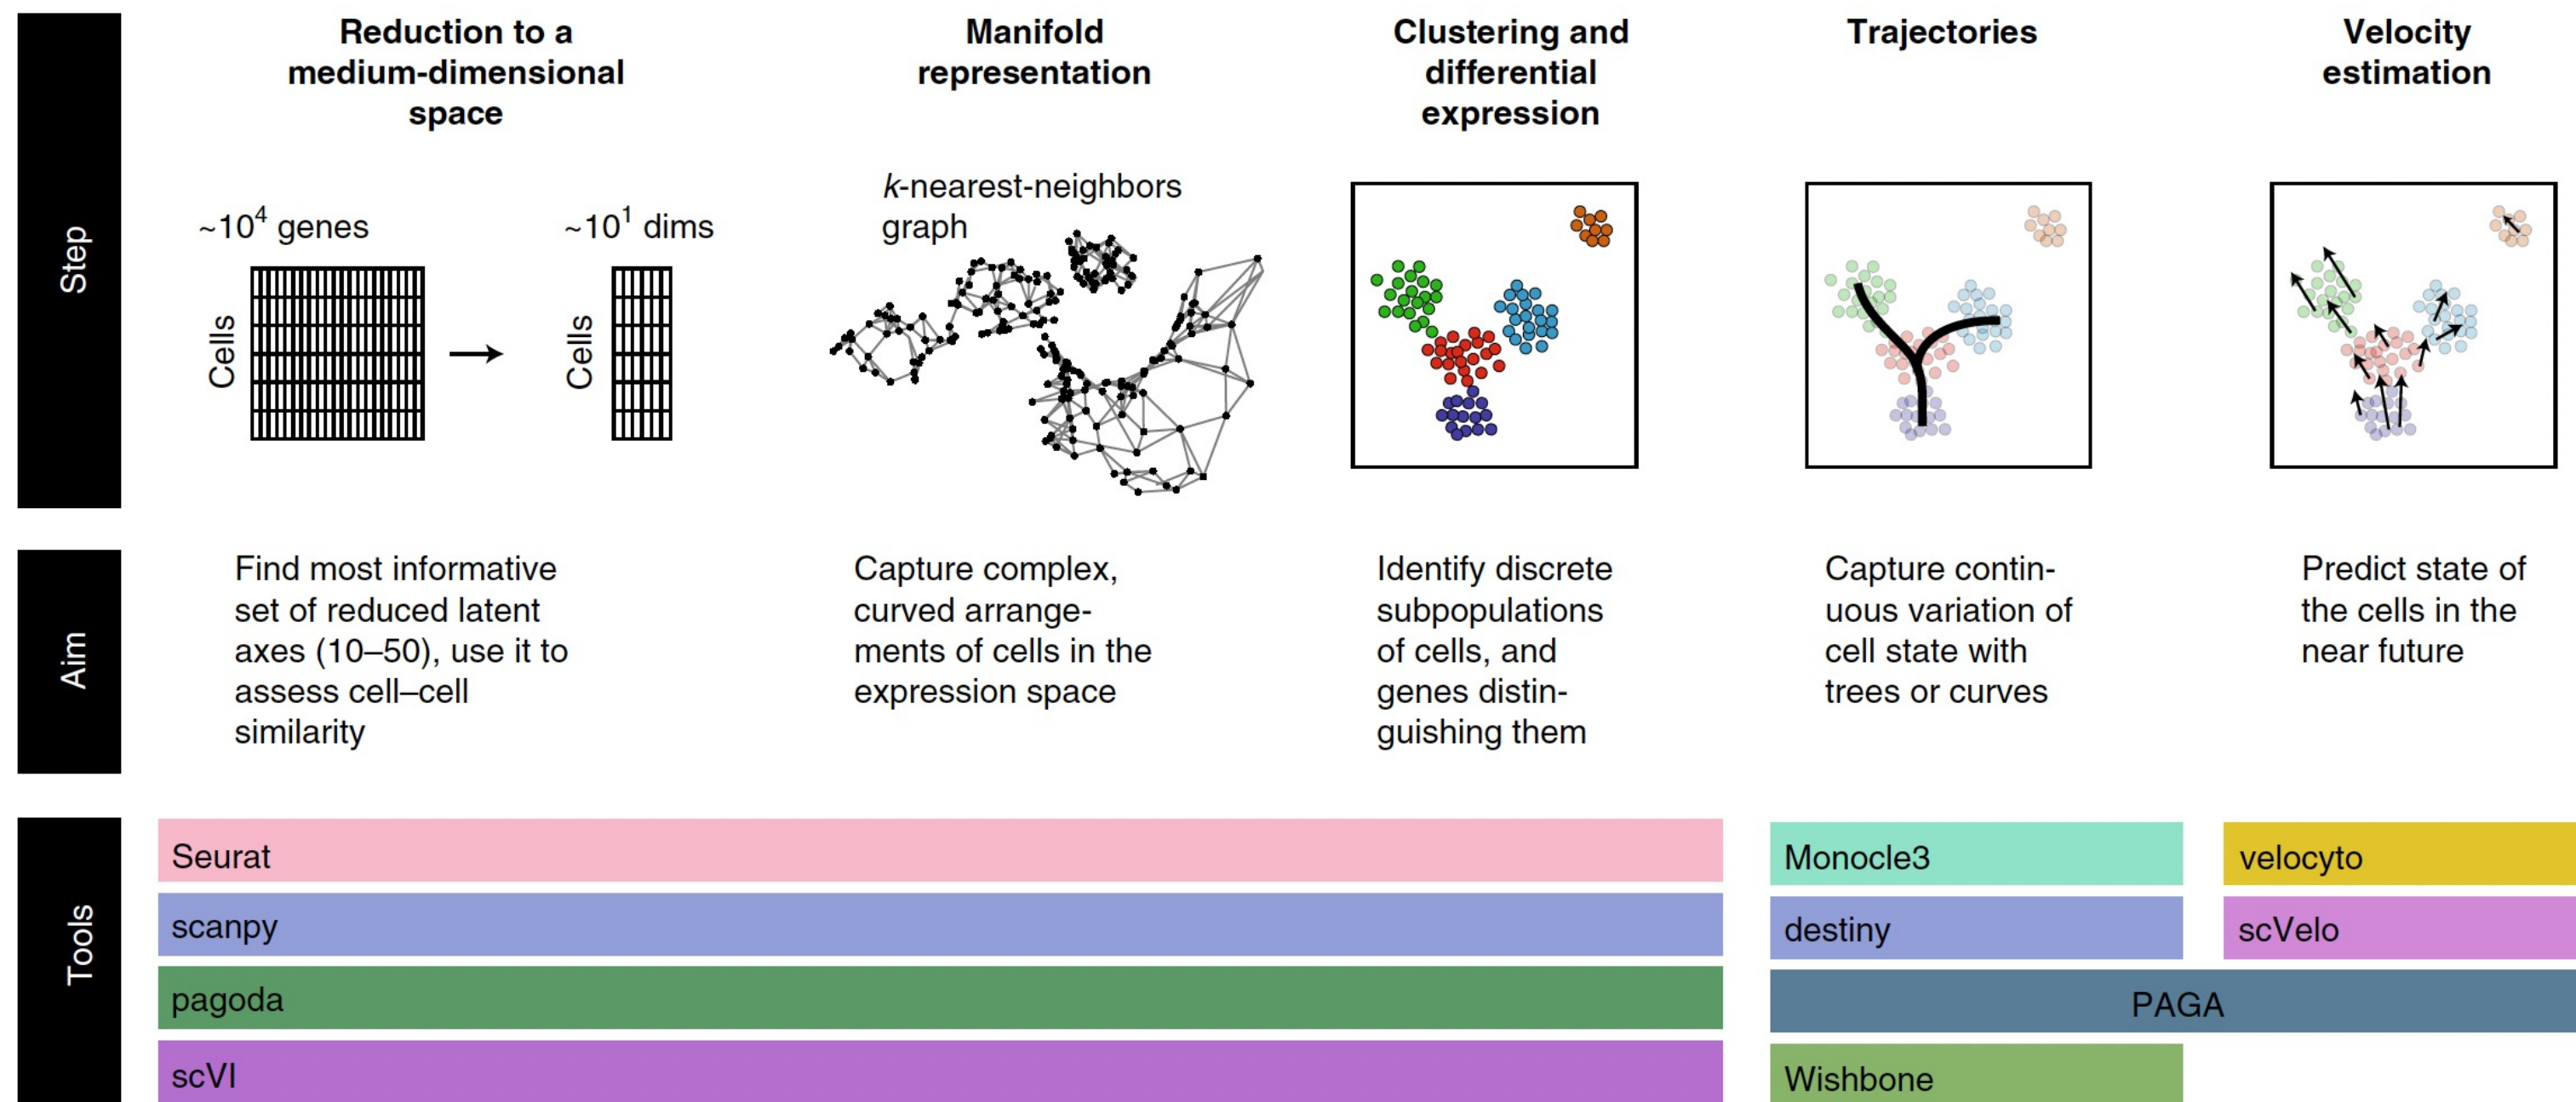 Step
Reduction to a
medium-dimensional
space
Manifold
representation
Clustering and
differential
expression
Trajectories
Velocity
estimation
~10⁴ genes
Cells
~10¹ dims
Cells
k-nearest-neighbors
graph
Aim
Find most informative
set of reduced latent
axes (10–50), use it to
assess cell–cell
similarity
Capture complex,
curved arrange-
ments of cells in the
expression space
Identify discrete
subpopulations
of cells, and
genes distin-
guishing them
Capture contin-
uous variation of
cell state with
trees or curves
Predict state of
the cells in the
near future
Tools
Seurat
scanpy
pagoda
scVI
Monocle3
destiny
PAGA
Wishbone
velocyto
scVelo